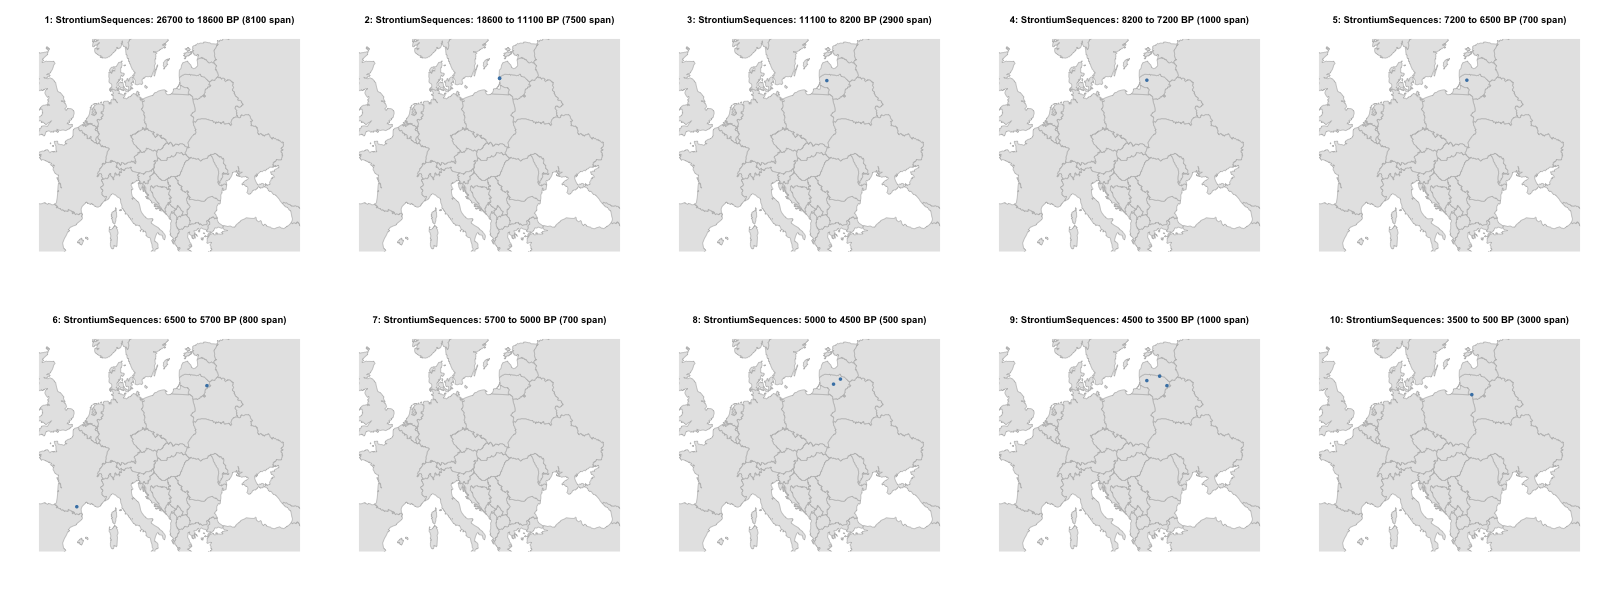 1: StrontiumSequences: 26700 to 18600 BP (8100 span)
2: StrontiumSequences: 18600 to 11100 BP (7500 span)
3: StrontiumSequences: 11100 to 8200 BP (2900 span)
4: StrontiumSequences: 8200 to 7200 BP (1000 span)
5: StrontiumSequences: 7200 to 6500 BP (700 span)
6: StrontiumSequences: 6500 to 5700 BP (800 span)
7: StrontiumSequences: 5700 to 5000 BP (700 span)
8: StrontiumSequences: 5000 to 4500 BP (500 span)
9: StrontiumSequences: 4500 to 3500 BP (1000 span)
10: StrontiumSequences: 3500 to 500 BP (3000 span)